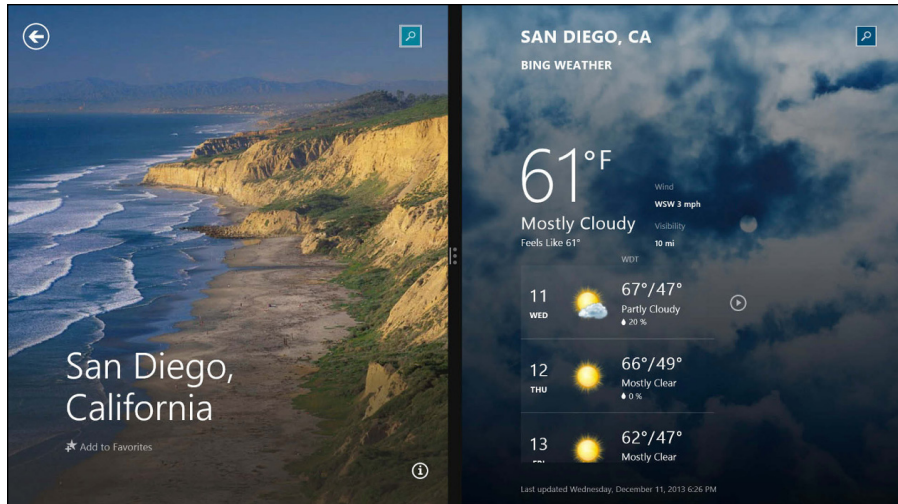 San Diego,
California
Add to Favorites
SAN DIEGO, CA
BING WEATHER
61°F
Mostly Cloudy
Feels Like 61°
Wind
WSW 3 mph
Visibility
10 mi
WDT
11
WED
67°/47°
Partly Cloudy
20 %
12
THU
66°/49°
Mostly Clear
0 %
13
FRI
62°/47°
Mostly Clear
Last updated Wednesday, December 11, 2013 6:26 PM